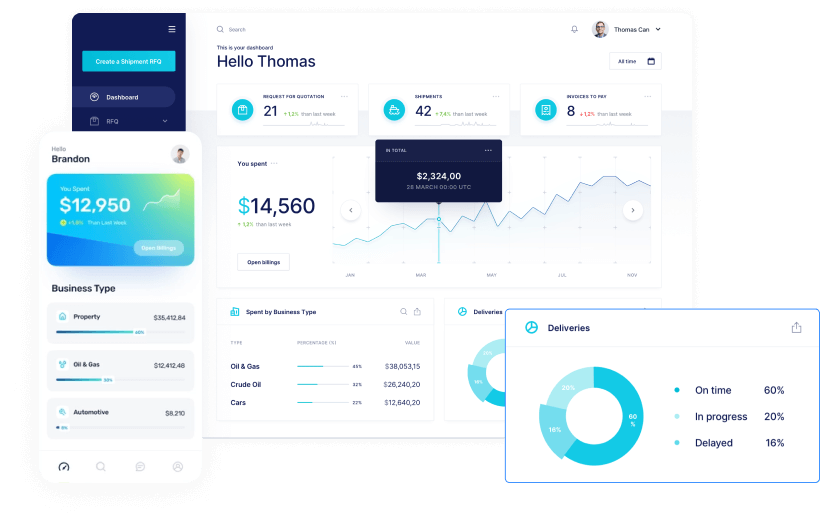 Search
Thomas Can
This is your dashboard
Hello Thomas
All time
Create a Shipment RFQ
Dashboard
RFQ
REQUEST FOR QUOTATION
21 1,2% than last week
SHIPMENTS
42 +7,4% than last week
INVOICES TO PAY
8 1,2% than last week
Hello
Brandon
You Spent
$12,950
Than Last Week
Open Billings
Business Type
Property $35,412,84
Oil & Gas $12,412,48
Automotive $8,210
You spent
$14,560
1,2% than last week
Open billings
IN TOTAL
$2,324,00
28 MARCH 00:00 UTC
JAN MAR MAY JUL NOV
Spent by Business Type
TYPE PERCENTAGE (%) VALUE
Oil & Gas 45% $38,053,15
Crude Oil 32% $26,240,20
Cars 22% $12,640,20
Deliveries
20%
16%
Deliveries
20%
16%
60
%
On time 60%
In progress 20%
Delayed 16%